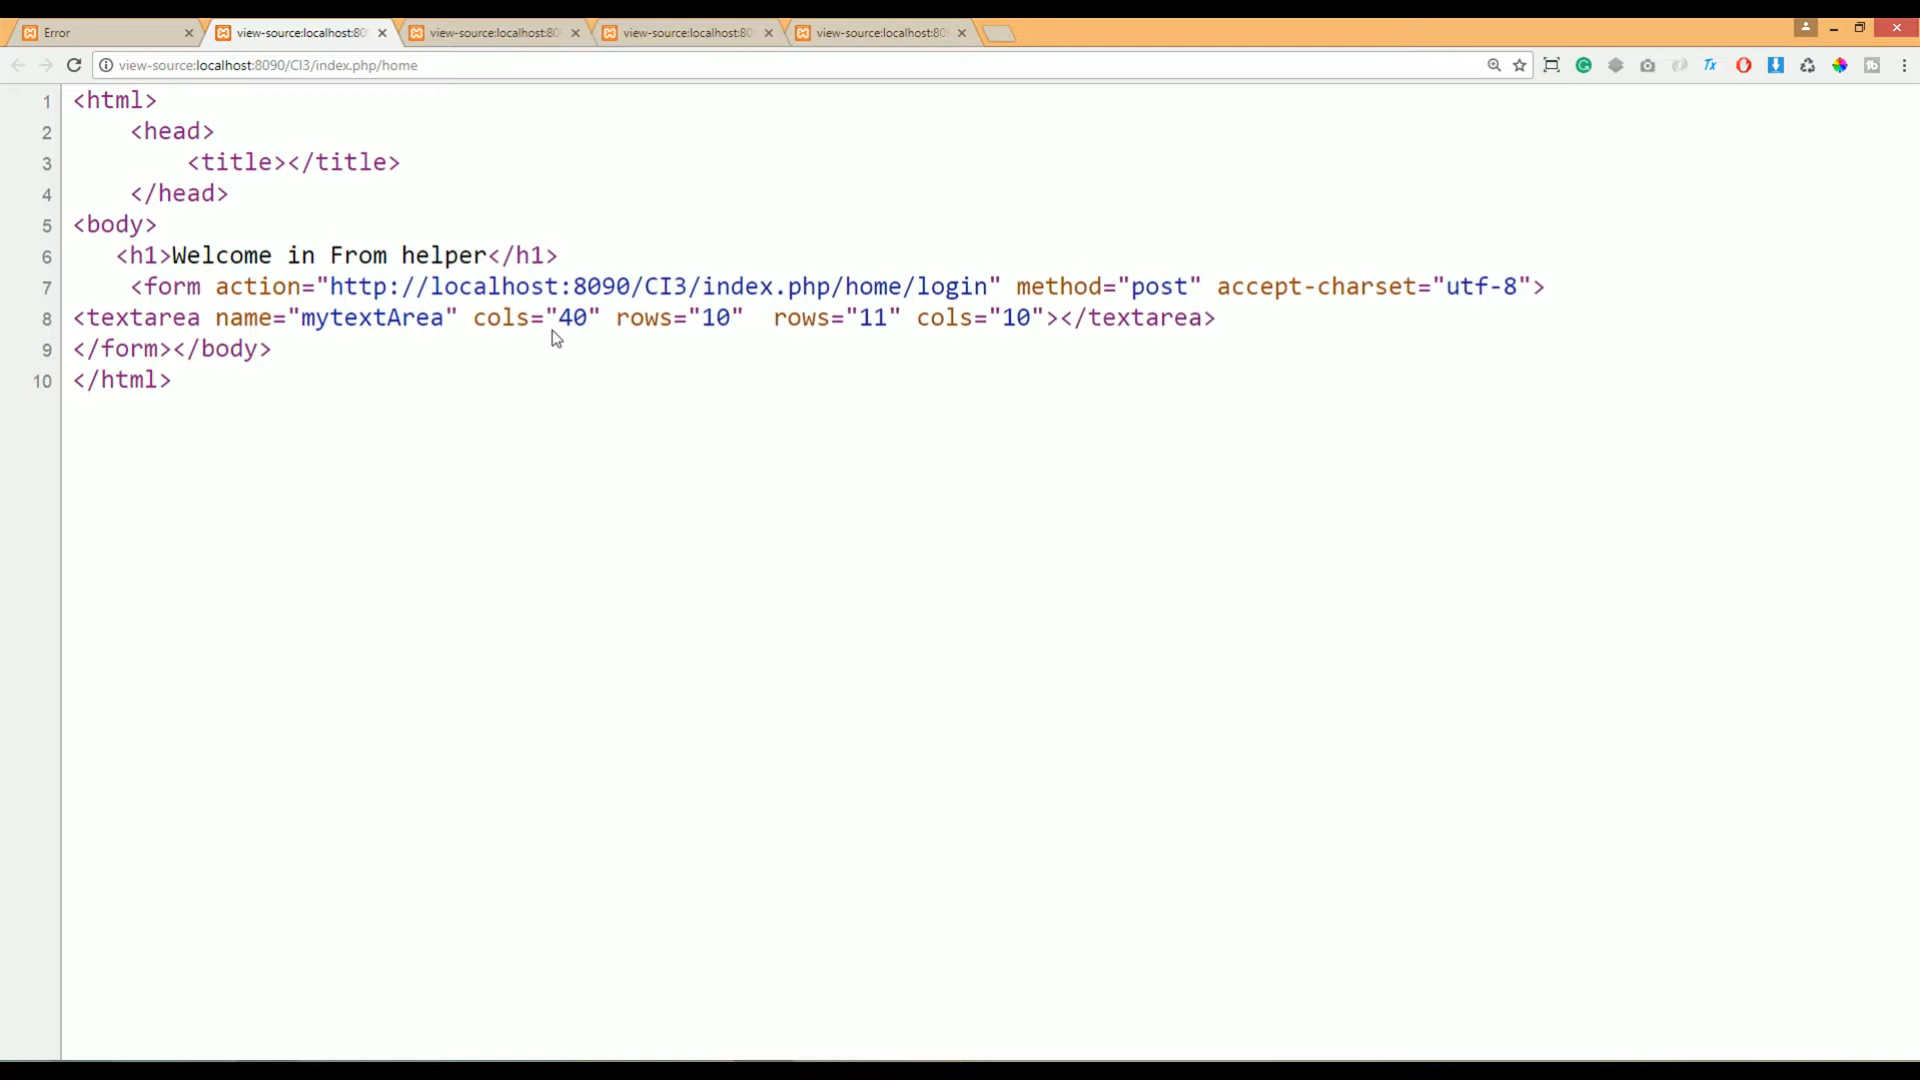 Error
view-source:localhost:80
view-source:localhost:80
view-source:localhost:80
view-source:localhost:80
view-source:localhost:8090/CI3/index.php/home
Tx
1 <html>
2 <head>
3 <title></title>
4 </head>
5 <body>
6 <h1>Welcome in From helper</h1>
7 <form action="http://localhost:8090/CI3/index.php/home/login" method="post" accept-charset="utf-8">
8 <textarea name="mytextArea" cols="40" rows="10"  rows="11" cols="10"></textarea>
9 </form></body>
10 </html>